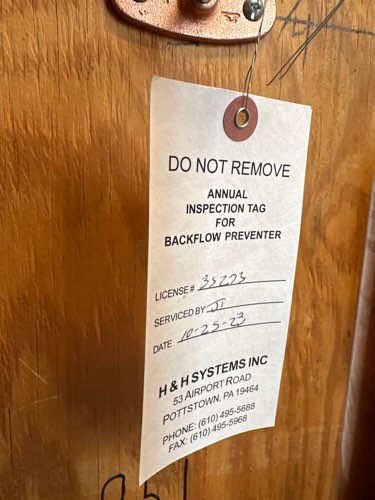 DO NOT REMOVE
ANNUAL
INSPECTION TAG
FOR
BACKFLOW PREVENTER
LICENSE # 35273
SERVICED BY JT
DATE 10-25-23
H & H SYSTEMS INC
53 AIRPORT ROAD
POTTSTOWN, PA 19464
PHONE: (610) 495-5688
FAX: (610) 495-5968